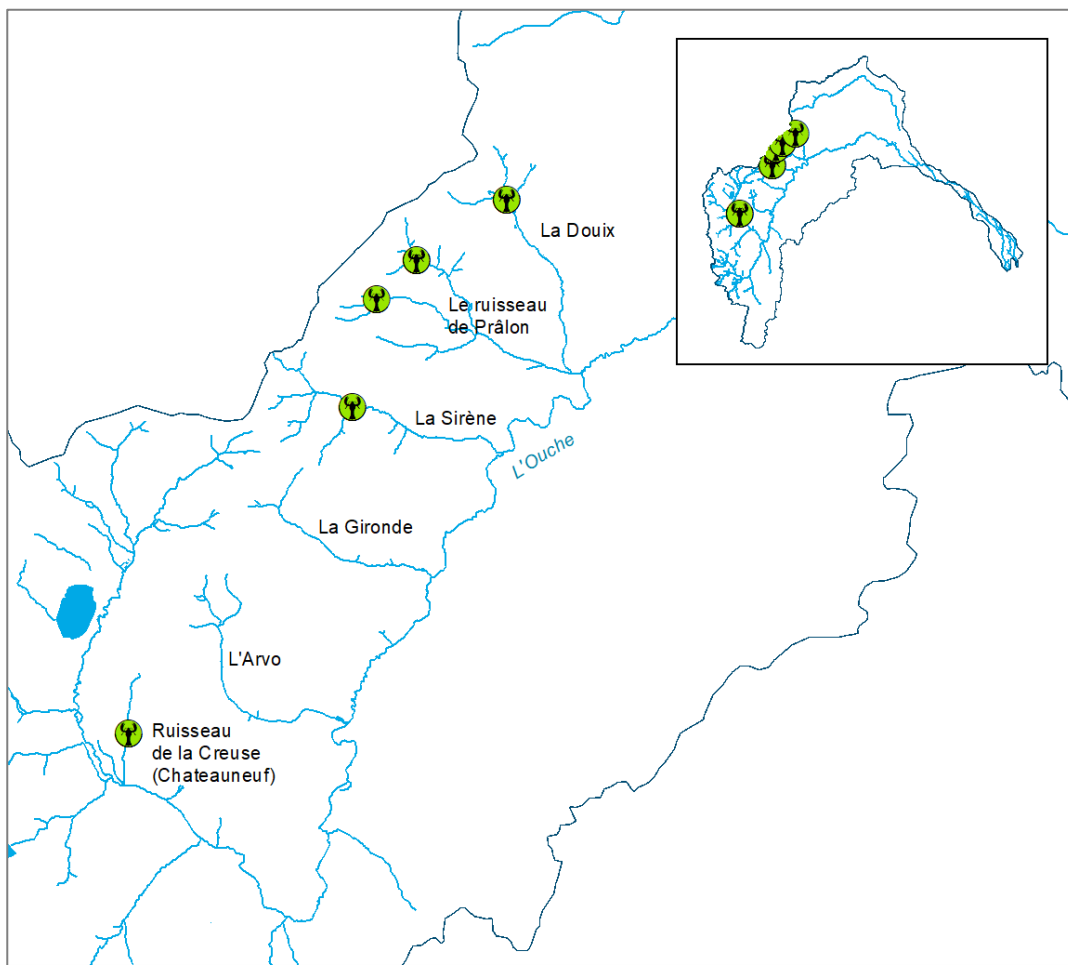 La Douix
Le ruisseau
de Prâlon
La Sirène
L'Ouche
La Gironde
L'Arvo
Ruisseau
de la Creuse
(Chateauneuf)